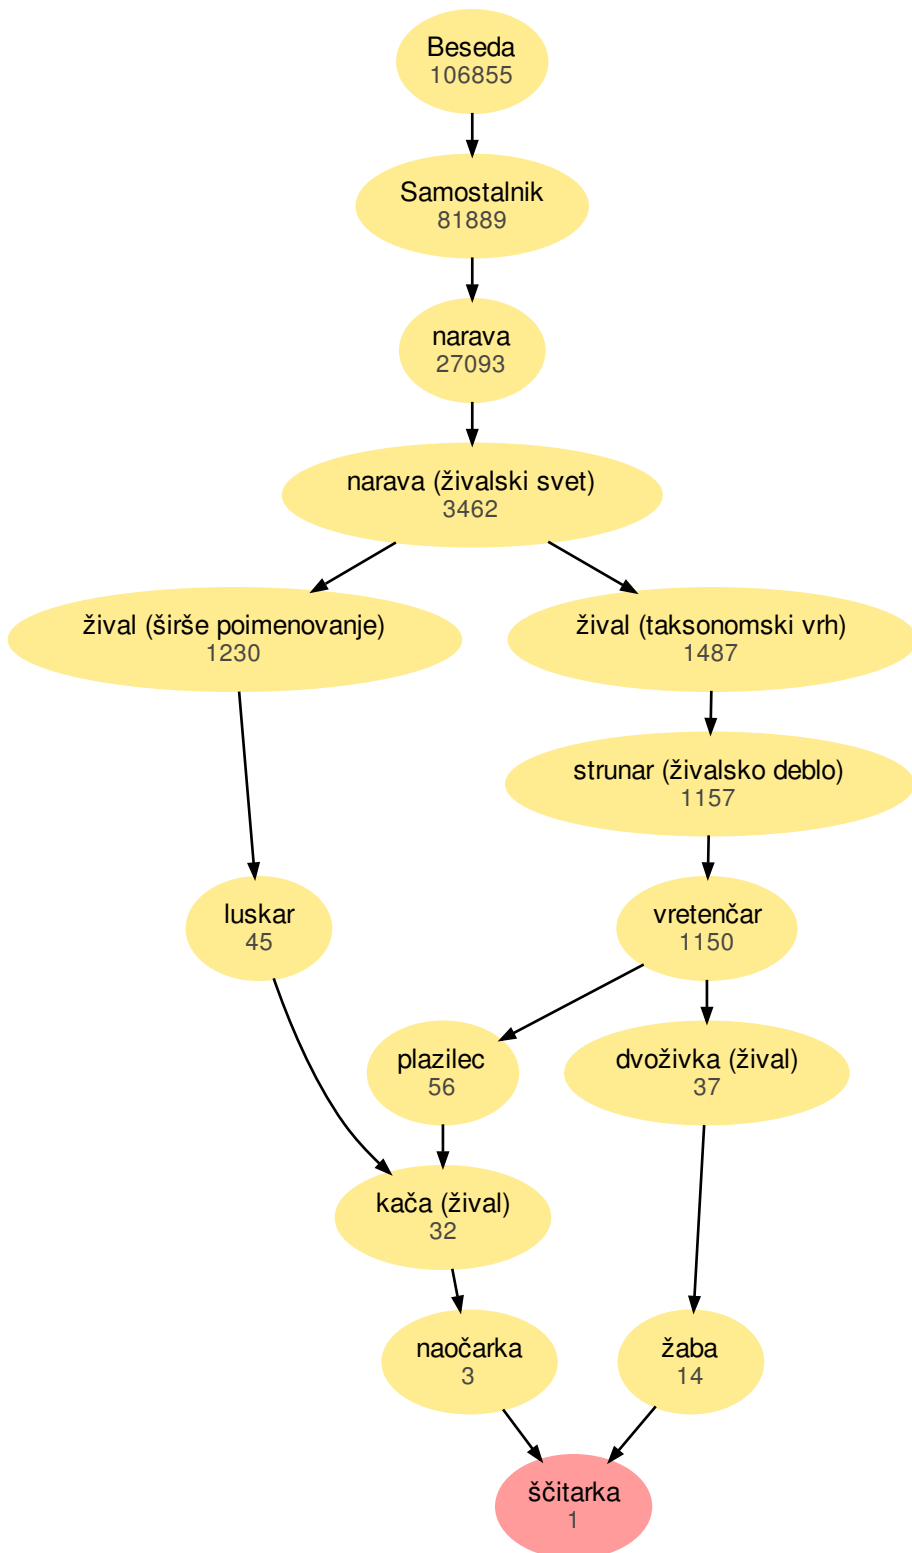 Beseda
106855
Samostalnik
81889
narava
27093
narava (živalski svet)
3462
žival (širše poimenovanje)
1230
žival (taksonomski vrh)
1487
strunar (živalsko deblo)
1157
luskar
45
vretenčar
1150
plazilec
56
dvoživka (žival)
37
kača (žival)
32
naočarka
3
žaba
14
ščitarka
1